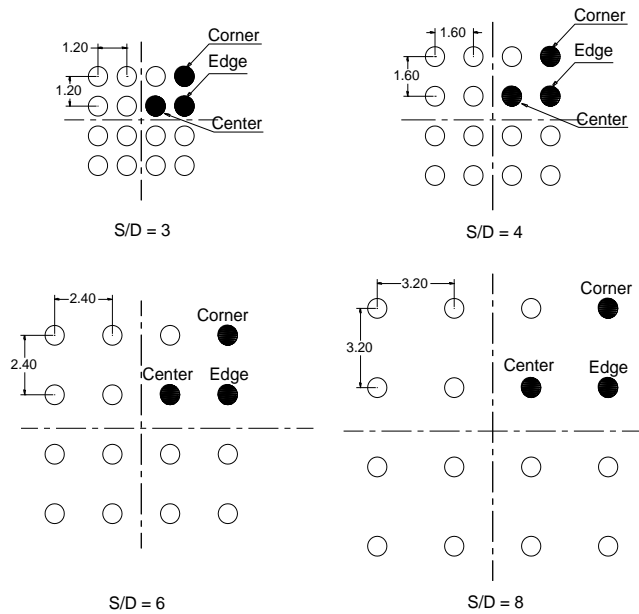 1.20
1.20
Corner
Edge
Center
S/D = 3
1.60
1.60
Corner
Edge
Center
S/D = 4
2.40
2.40
Corner
Center Edge
S/D = 6
3.20
3.20
Corner
Center Edge
S/D = 8